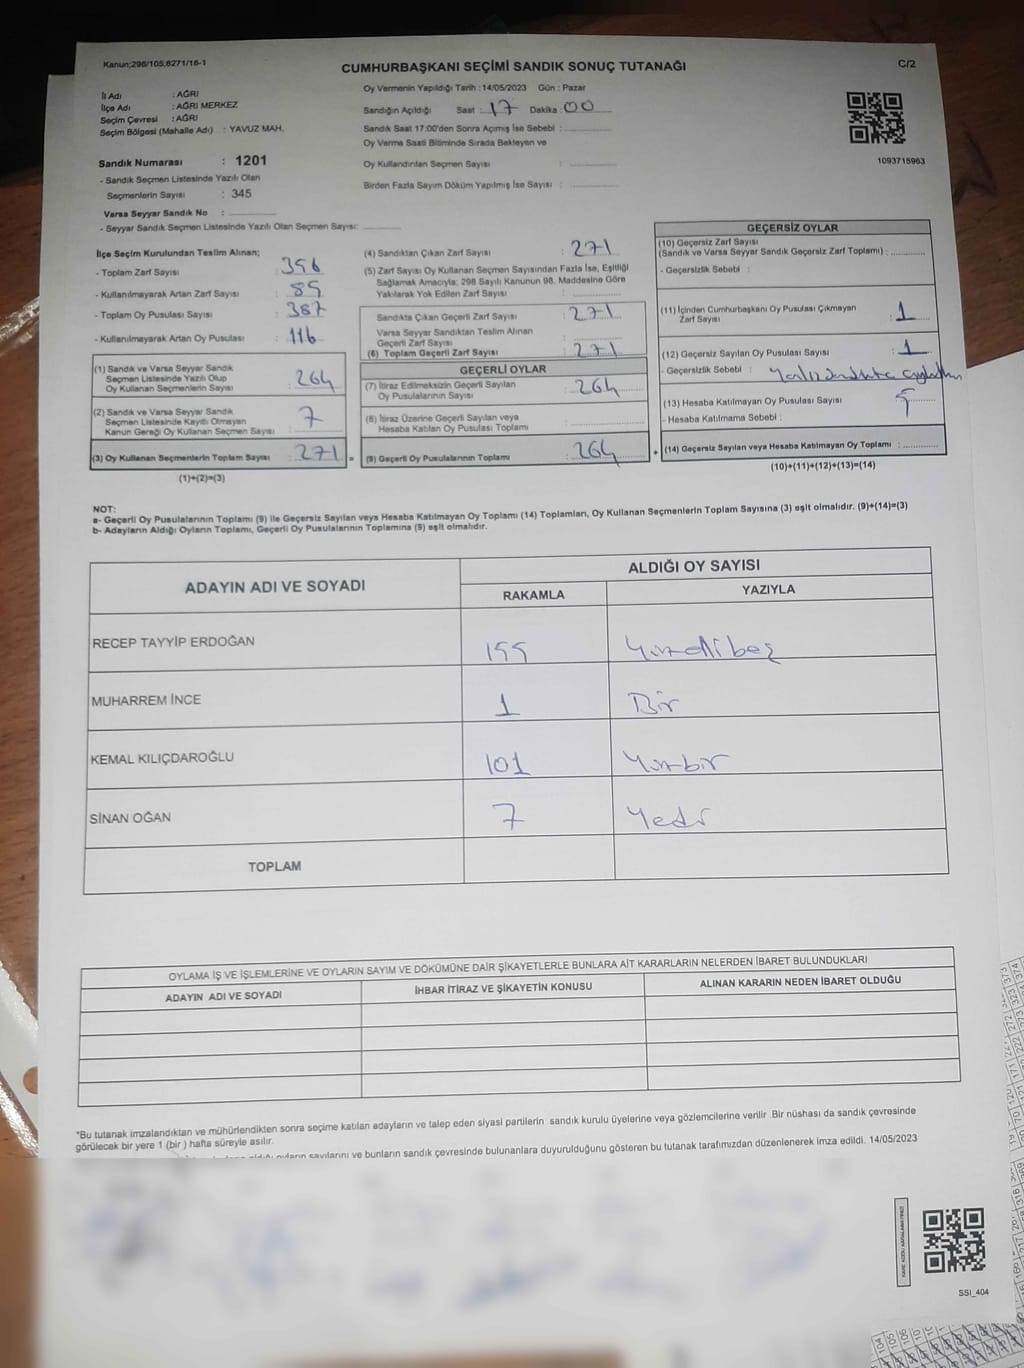 Kanun;298/105;6271/16-1
CUMHURBAŞKANI SEÇİMİ SANDIK SONUÇ TUTANAĞI
C/2
İl Adı : AĞRI
İlçe Adı : AĞRI MERKEZ
Seçim Çevresi : AĞRI
Seçim Bölgesi (Mahalle Adı) : YAVUZ MAH.
Sandık Numarası : 1201
- Sandık Seçmen Listesinde Yazılı Olan
Seçmenlerin Sayısı : 345
Varsa Seyyar Sandık No :
- Seyyar Sandık Seçmen Listesinde Yazılı Olan Seçmen Sayısı:
Oy Vermenin Yapıldığı Tarih : 14/05/2023 Gün : Pazar
Sandığın Açıldığı Saat : 17 Dakika : 00
Sandık Saat 17:00'den Sonra Açımış İse Sebebi :
Oy Verme Saati Bitiminde Sırada Bekleyen ve
Oy Kullandırılan Seçmen Sayısı :
Birden Fazla Sayım Döküm Yapılmış İse Sayısı :
1093715963
İlçe Seçim Kurulundan Teslim Alınan;
- Toplam Zarf Sayısı : 356
- Kullanılmayarak Artan Zarf Sayısı : 85
- Toplam Oy Pusulası Sayısı : 387
- Kullanılmayarak Artan Oy Pusulası : 116
(1) Sandık ve Varsa Seyyar Sandık
Seçmen Listesinde Yazılı Olup
Oy Kullanan Seçmenlerin Sayısı : 264
(2) Sandık ve Varsa Seyyar Sandık
Seçmen Listesinde Kayıtlı Olmayan
Kanun Gereği Oy Kullanan Seçmen Sayısı : 7
(3) Oy Kullanan Seçmenlerin Toplam Sayısı : 271
(1)+(2)=(3)
(4) Sandıktan Çıkan Zarf Sayısı : 271
(5) Zarf Sayısı Oy Kullanan Seçmen Sayısından Fazla İse, Eşitliği
Sağlamak Amacıyla; 298 Sayılı Kanunun 98. Maddesine Göre
Yakılarak Yok Edilen Zarf Sayısı :
Sandıkta Çıkan Geçerli Zarf Sayısı : 271
Varsa Seyyar Sandıktan Teslim Alınan
Geçerli Zarf Sayısı :
(6) Toplam Geçerli Zarf Sayısı : 271
GEÇERLİ OYLAR
(7) İtiraz Edilmeksizin Geçerli Sayılan
Oy Pusulalarının Sayısı : 264
(8) İtiraz Üzerine Geçerli Sayılan veya
Hesaba Katılan Oy Pusulası Toplamı :
= (9) Geçerli Oy Pusulalarının Toplamı : 264
GEÇERSİZ OYLAR
(10) Geçersiz Zarf Sayısı
(Sandık ve Varsa Seyyar Sandık Geçersiz Zarf Toplamı) :
- Geçersizlik Sebebi :
(11) İçinden Cumhurbaşkanı Oy Pusulası Çıkmayan
Zarf Sayısı : 1
(12) Geçersiz Sayılan Oy Pusulası Sayısı : 1
- Geçersizlik Sebebi :
(13) Hesaba Katılmayan Oy Pusulası Sayısı : 5
- Hesaba Katılmama Sebebi :
+ (14) Geçersiz Sayılan veya Hesaba Katılmayan Oy Toplamı :
(10)+(11)+(12)+(13)=(14)
NOT:
a- Geçerli Oy Pusulalarının Toplamı (9) ile Geçersiz Sayılan veya Hesaba Katılmayan Oy Toplamı (14) Toplamları, Oy Kullanan Seçmenlerin Toplam Sayısına (3) eşit olmalıdır. (9)+(14)=(3)
b- Adayların Aldığı Oyların Toplamı, Geçerli Oy Pusulalarının Toplamına (9) eşit olmalıdır.
ADAYIN ADI VE SOYADI
ALDIĞI OY SAYISI
RAKAMLA YAZIYLA
RECEP TAYYİP ERDOĞAN 155 Yüzellibeş
MUHARREM İNCE 1 Bir
KEMAL KILIÇDAROĞLU 101 Yüzbir
SİNAN OĞAN 7 Yedi
TOPLAM
OYLAMA İŞ VE İŞLEMLERİNE VE OYLARIN SAYIM VE DÖKÜMÜNE DAİR ŞİKAYETLERLE BUNLARA AİT KARARLARIN NELERDEN İBARET BULUNDUKLARI
ADAYIN ADI VE SOYADI İHBAR İTİRAZ VE ŞİKAYETİN KONUSU ALINAN KARARIN NEDEN İBARET OLDUĞU
*Bu tutanak imzalandıktan ve mühürlendikten sonra seçime katılan adayların ve talep eden siyasi partilerin sandık kurulu üyelerine veya gözlemcilerine verilir .Bir nüshası da sandık çevresinde
görülecek bir yere 1 (bir ) hafta süreyle asılır.
oyların sayılarını ve bunların sandık çevresinde bulunanlara duyurulduğunu gösteren bu tutanak tarafımızdan düzenlenerek imza edildi. 14/05/2023
SSI_404